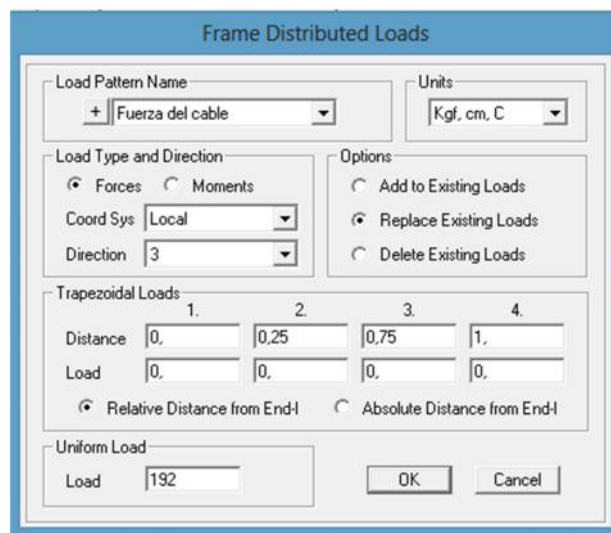 Frame Distributed Loads
Load Pattern Name
+ Fuerza del cable
Units
Kgf, cm, C
Load Type and Direction
Forces Moments
Coord Sys Local
Direction 3
Options
Add to Existing Loads
Replace Existing Loads
Delete Existing Loads
Trapezoidal Loads
1. 2. 3. 4.
Distance 0, 0,25 0,75 1,
Load 0, 0, 0, 0,
Relative Distance from End-I Absolute Distance from End-I
Uniform Load
Load 192
OK Cancel